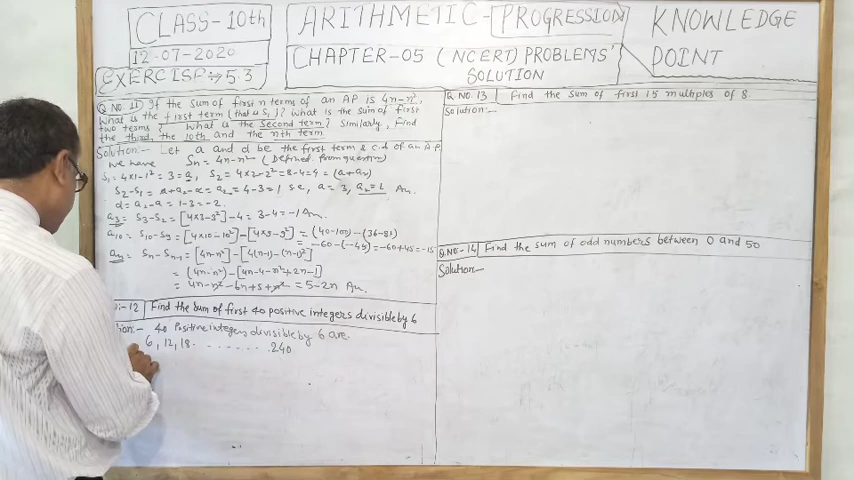 CLASS-10th
12-07-2020
EXERCISE⇒5.3
ARITHMETIC-PROGRESSION
CHAPTER-05 (NCERT) PROBLEMS'
SOLUTION
KNOWLEDGE
POINT
Q NO. 11) If the sum of first n terms of an AP is 4n-n²,
What is the first term (that is S₁)? What is the sum of first
two terms? What is the second term? Similarly, Find
the third, the 10th and the nth term.
Solution:- Let a and d be the first term & c.d of an A.P
We have Sn = 4n-n² (Defined from question)
S₁ = 4×1-1² = 3 = a, S₂ = 4×2-2² = 8-4=4 = (a+a₂)
S₂-S₁ = a+a₂-a = a₂ = 4-3=1 so, a=3, a₂=1 An.
d = a₂-a = 1-3=-2.
a₃ = S₃-S₂ = [4×3-3²]-4 = 3-4=-1 An.
a₁₀ = S₁₀-S₉ = [4×10-10²]-[4×9-9²] = (40-100)-(36-81)
= -60-(-45) = -60+45=-15
an = Sn-Sn-1 = [4n-n²]-[4(n-1)-(n-1)²]
= (4n-n²)-[4n-4-n²+2n-1]
= 4n-n²-6n+5+n² = 5-2n An.
-12 Find the sum of first 40 positive integers divisible by 6
tion:- 40 Positive integers divisible by 6 are.
6, 12, 18. . . . . . . . 240
Q NO. 13 Find the sum of first 15 multiples of 8.
Solution:-
Q.NO.-14 Find the sum of odd numbers between 0 and 50
Solution-